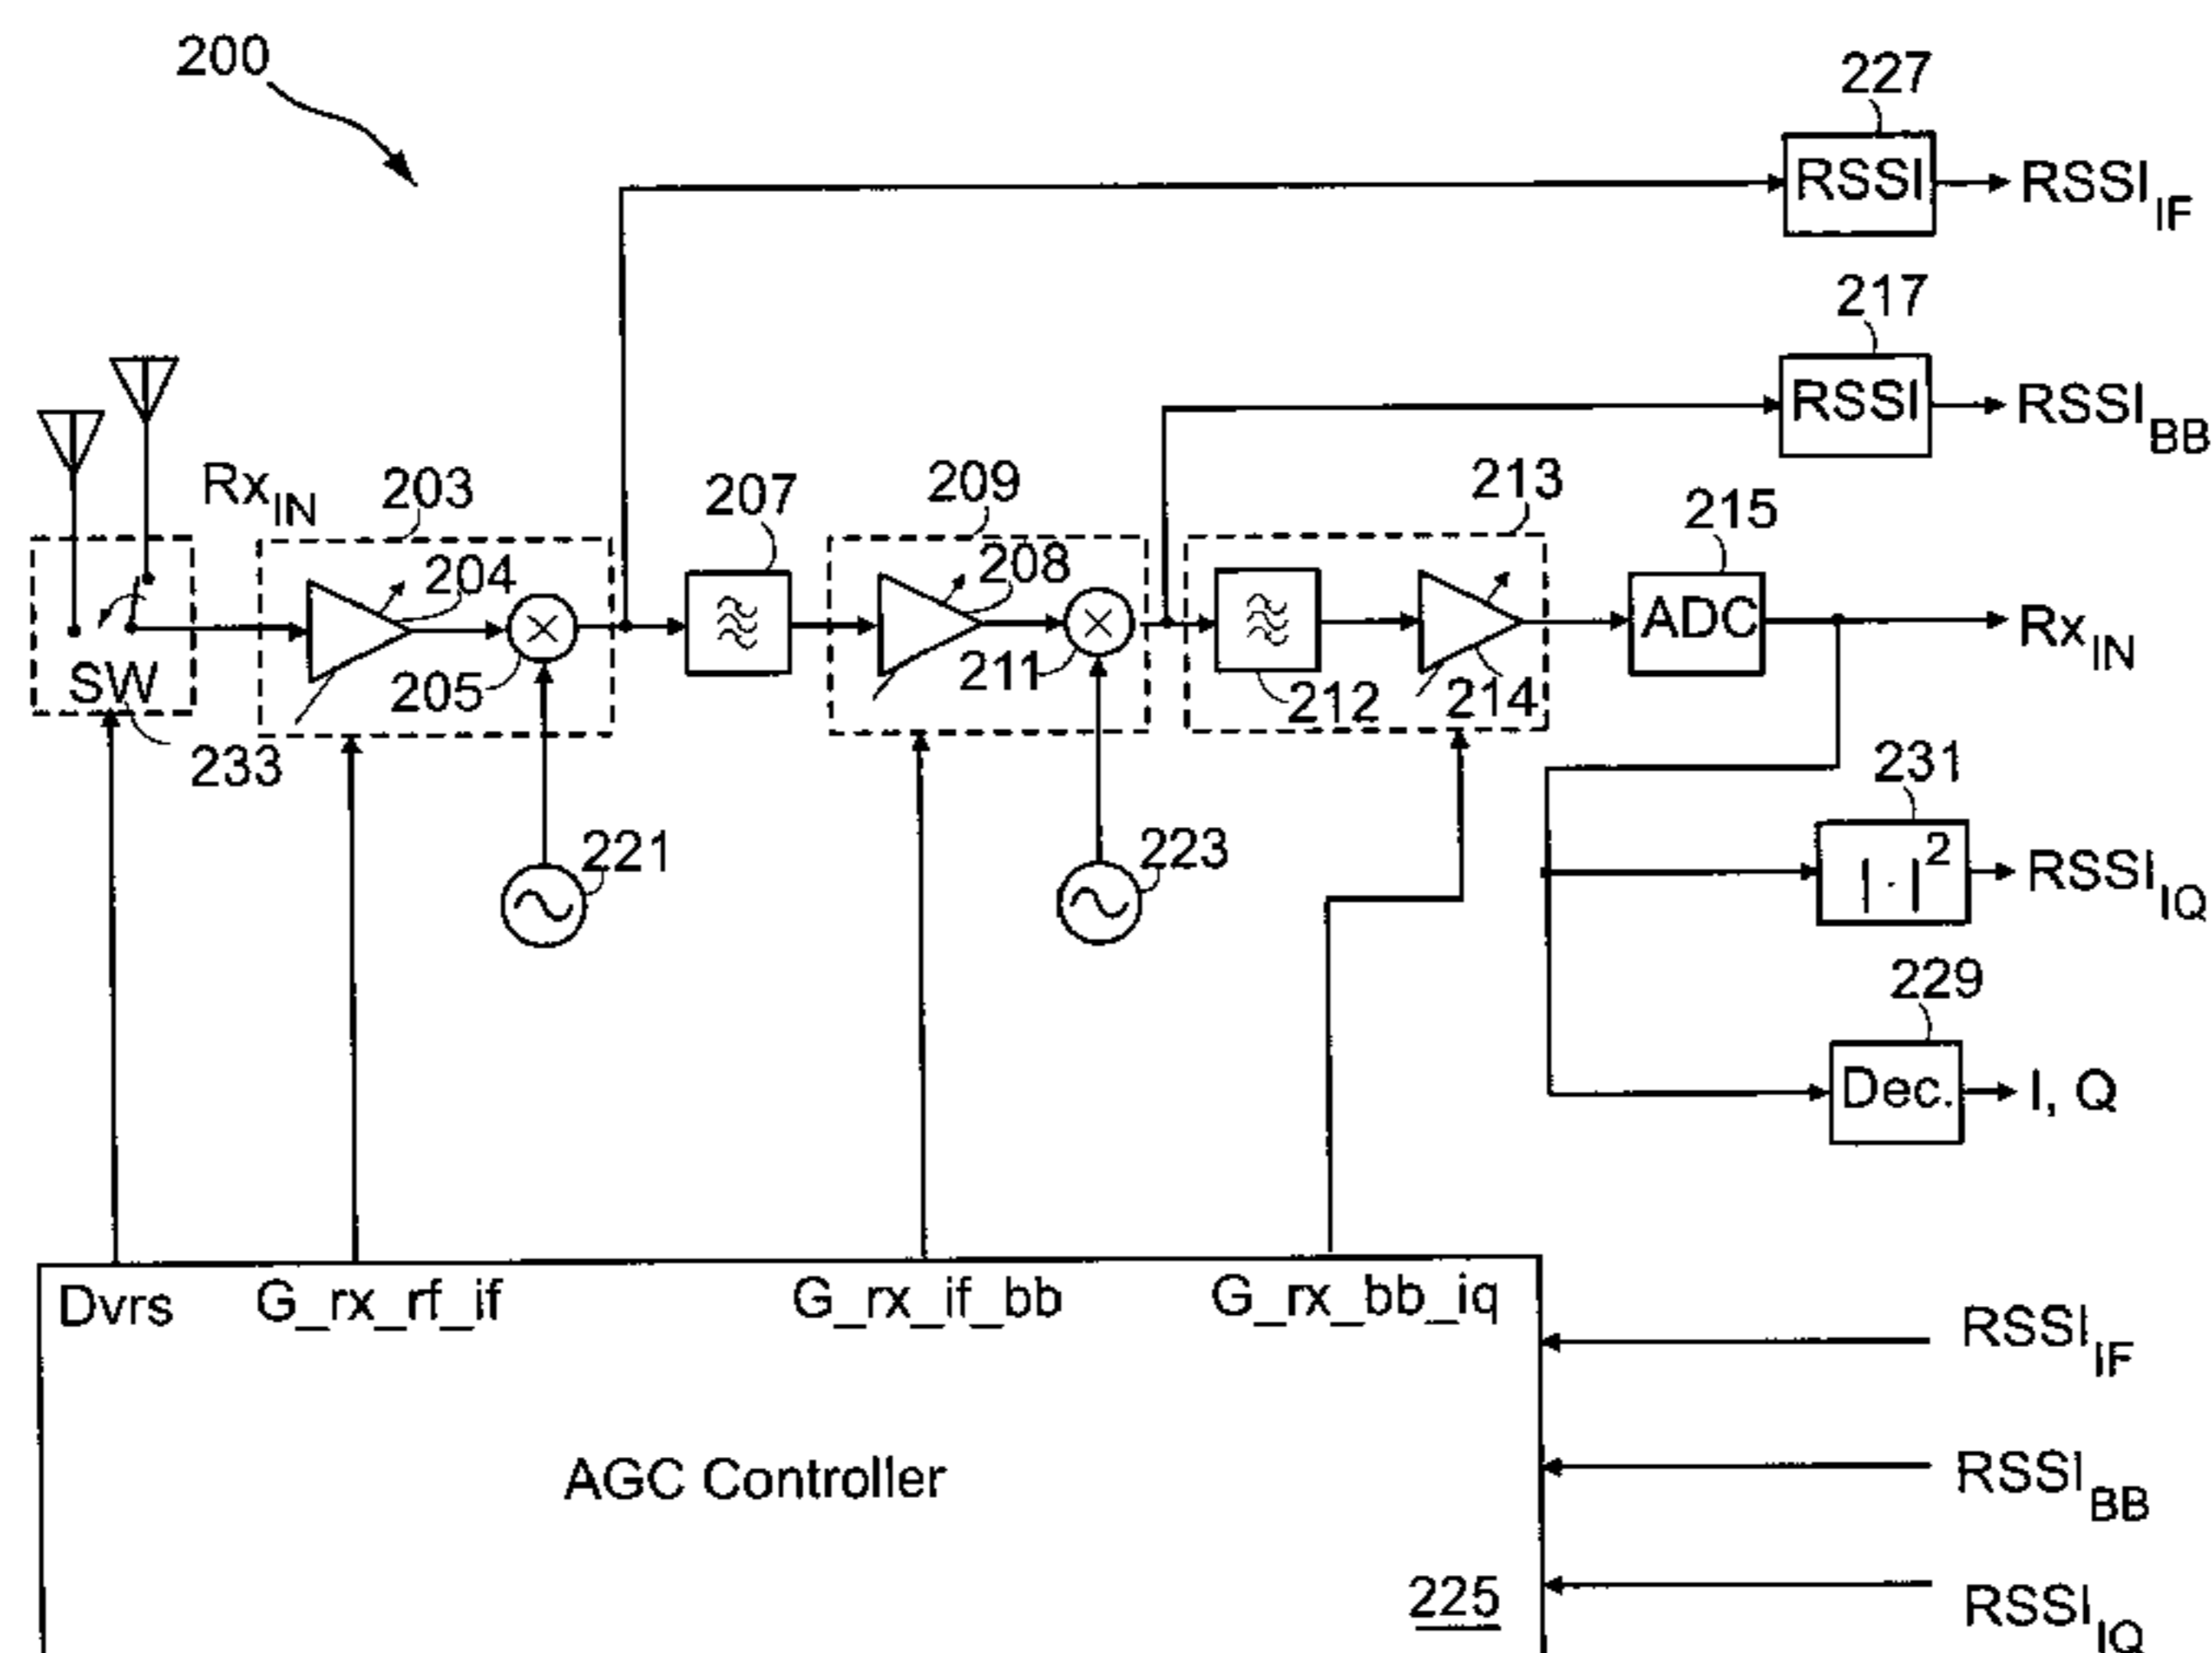 200
227
RSSI
RSSI_IF
217
RSSI
RSSI_BB
Rx_IN
203
204
205
207
209
208
211
213
212
214
215
ADC
Rx_IN
SW
233
221
223
231
|·|²
RSSI_IQ
229
Dec.
I, Q
Dvrs
G_rx_rf_if
G_rx_if_bb
G_rx_bb_iq
RSSI_IF
AGC Controller
RSSI_BB
225
RSSI_IQ